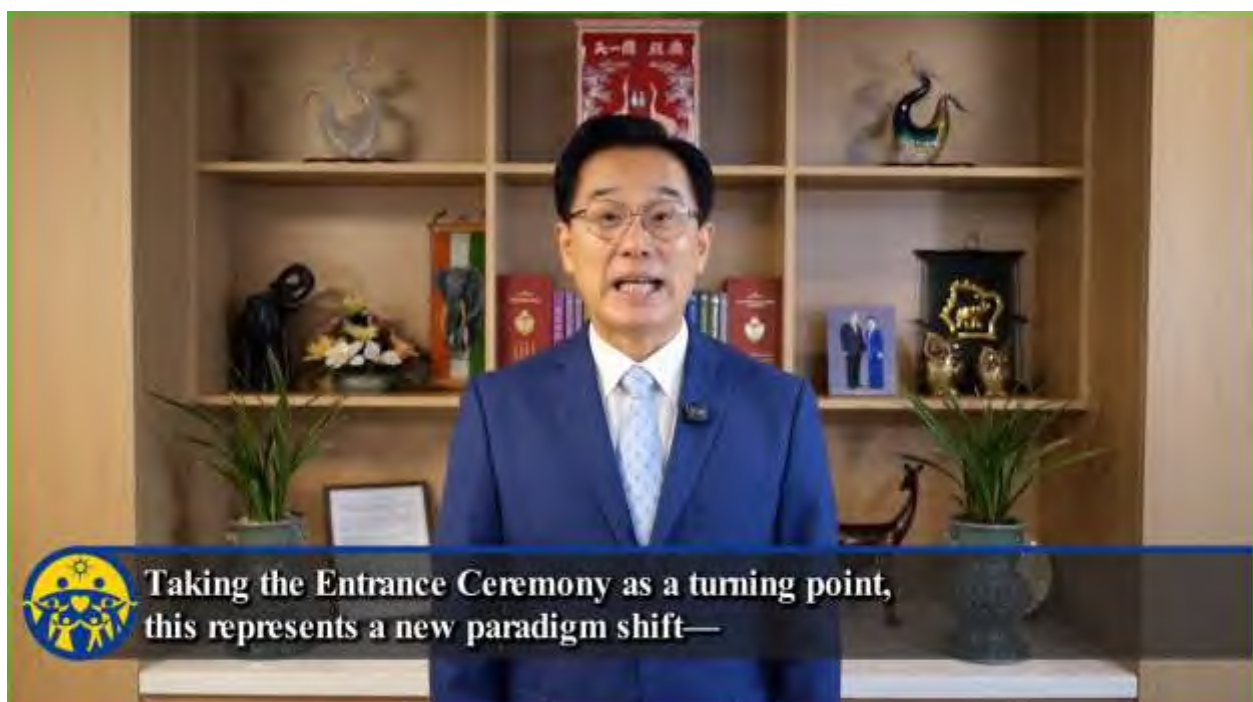 Taking the Entrance Ceremony as a turning point,
this represents a new paradigm shift—